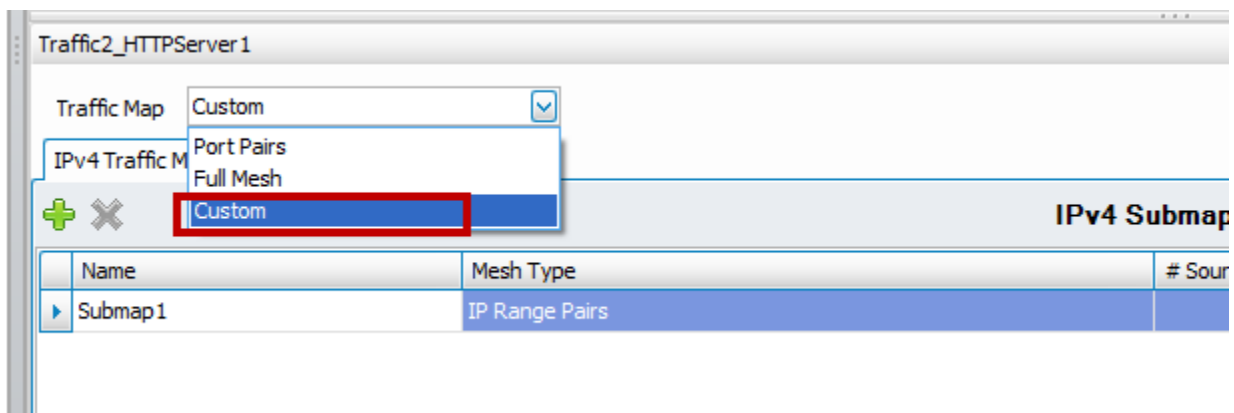 Traffic2_HTTPServer1
Traffic Map Custom
Port Pairs
IPv4 Traffic M
Full Mesh
Custom
IPv4 Submap
Name Mesh Type # Sour
Submap1 IP Range Pairs